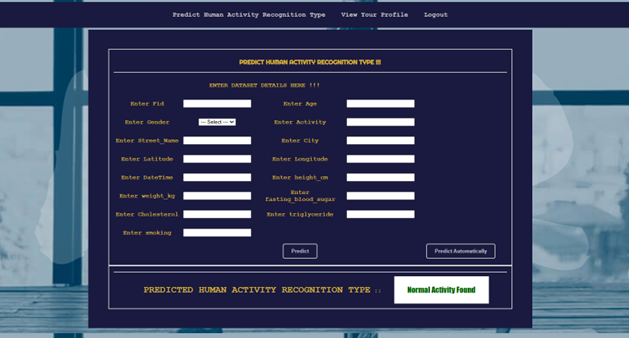 Predict Human Activity Recognition Type View Your Profile Logout
PREDICT HUMAN ACTIVITY RECOGNITION TYPE !!!
ENTER DATASET DETAILS HERE !!!
Enter Fid Enter Age
Enter Gender --- Select --- Enter Activity
Enter Street_Name Enter City
Enter Latitude Enter Longitude
Enter DateTime Enter height_cm
Enter weight_kg Enter fasting_blood_sugar
Enter Cholesterol Enter triglyceride
Enter smoking
Predict Predict Automatically
PREDICTED HUMAN ACTIVITY RECOGNITION TYPE :: Normal Activity Found